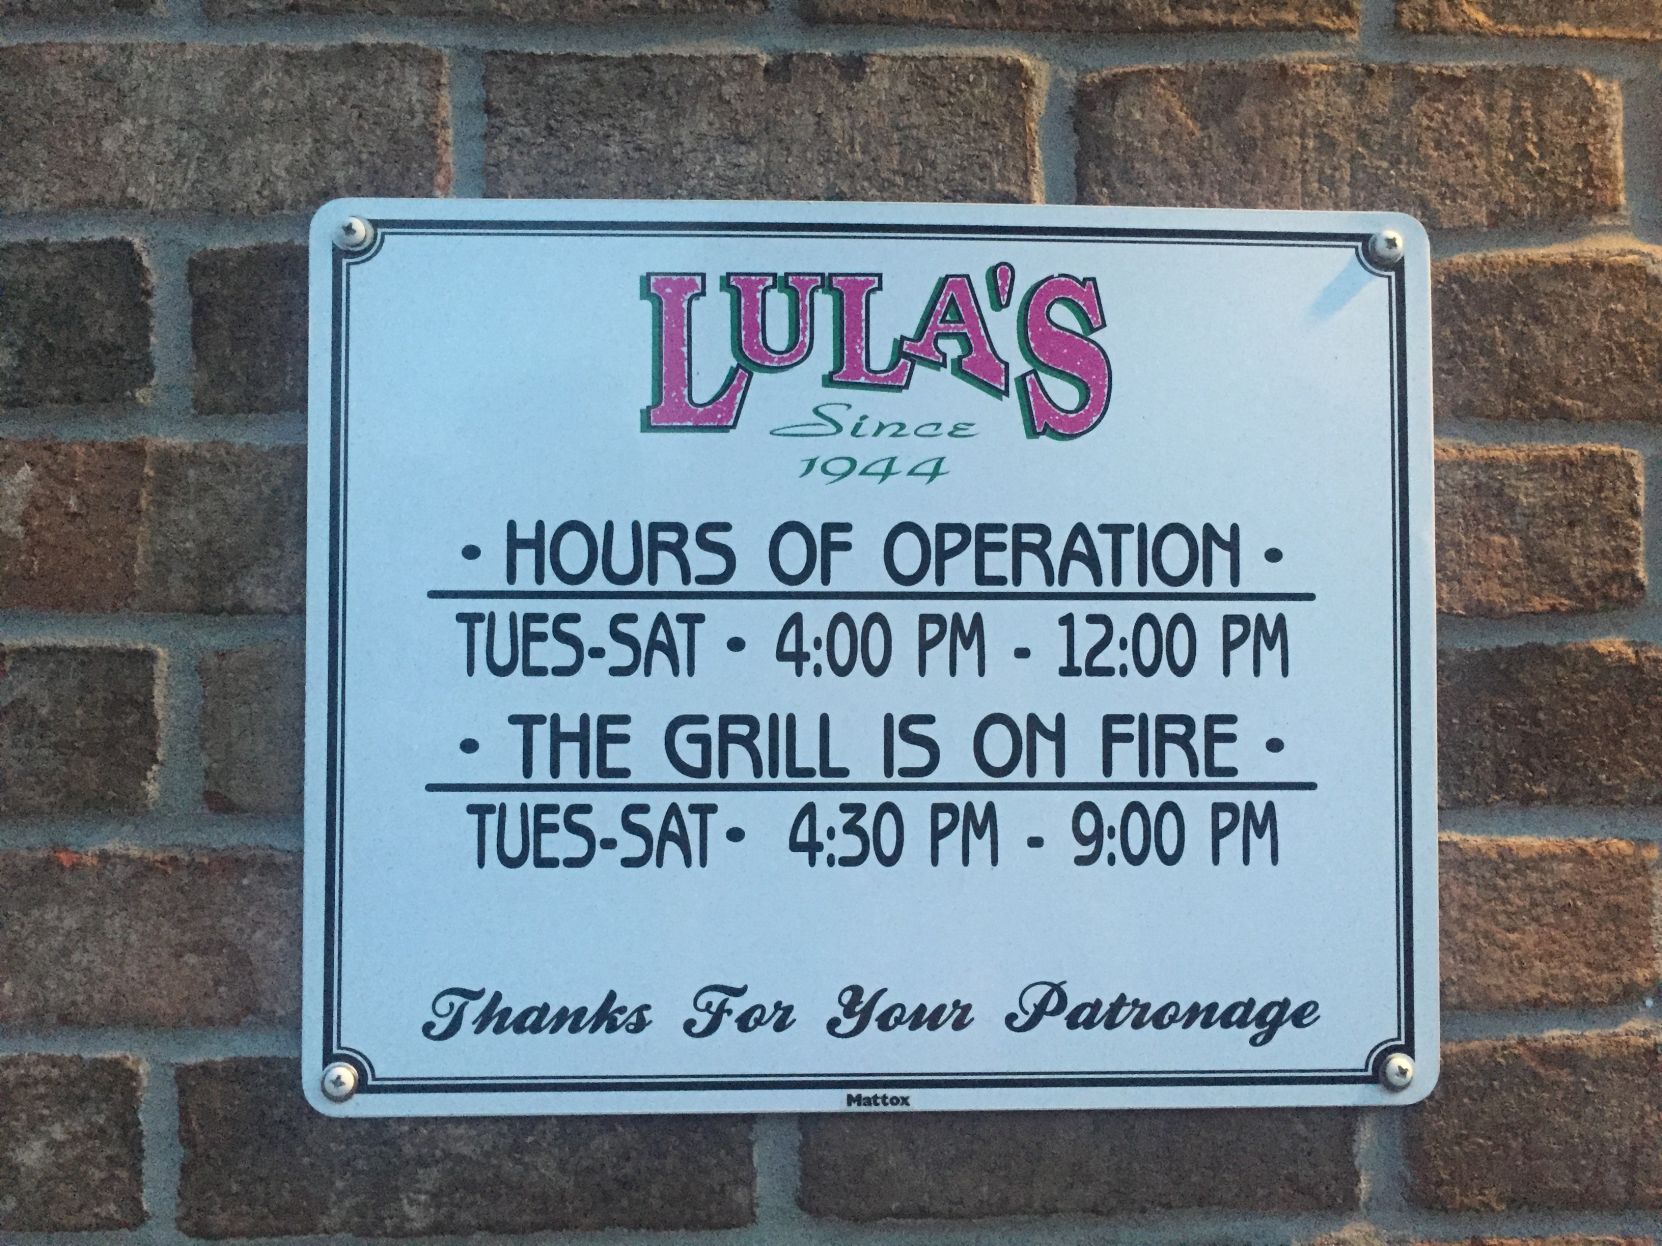 LULA'S
Since
1944
• HOURS OF OPERATION •
TUES-SAT • 4:00 PM - 12:00 PM
• THE GRILL IS ON FIRE •
TUES-SAT • 4:30 PM - 9:00 PM
Thanks For Your Patronage
Mattox